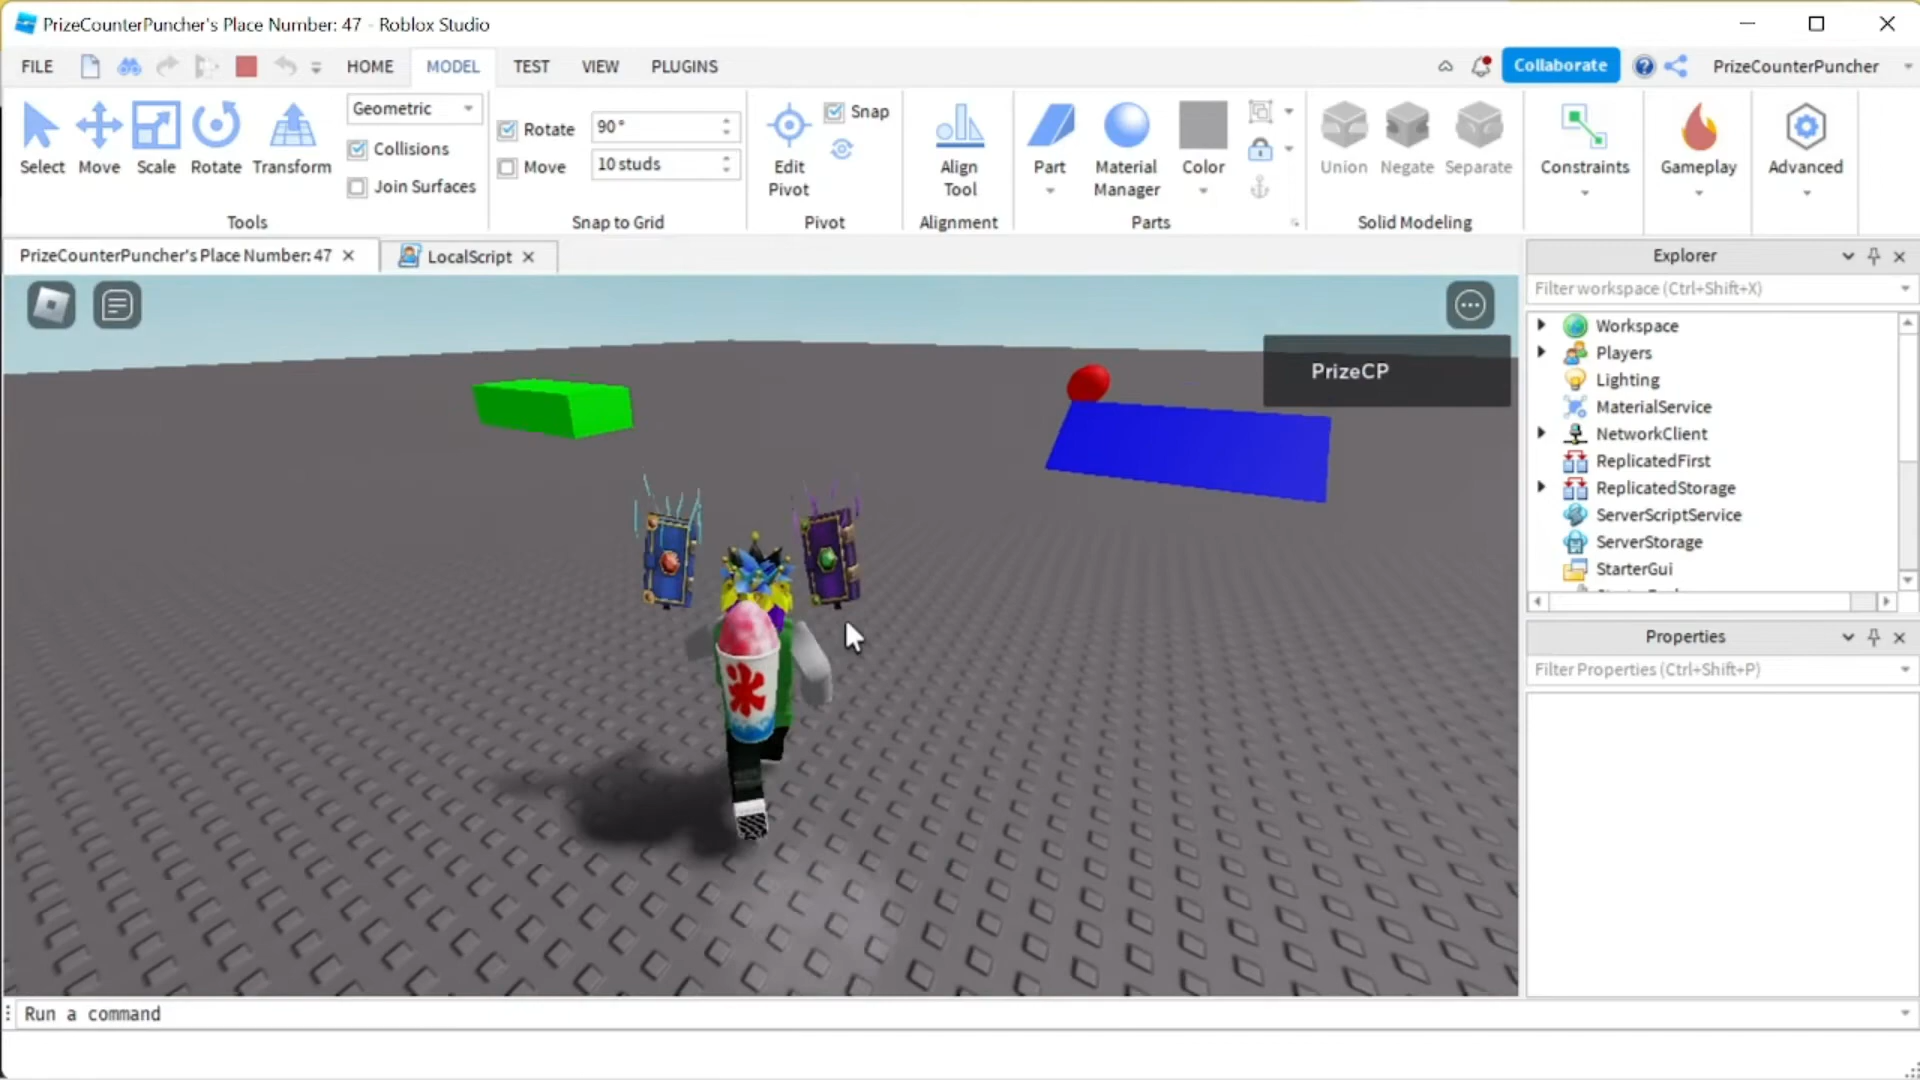 PrizeCounterPuncher's Place Number: 47 - Roblox Studio
FILE HOME MODEL TEST VIEW PLUGINS Collaborate PrizeCounterPuncher
Select Move Scale Rotate Transform
Geometric
Collisions
Join Surfaces
Tools
Rotate 90°
Move 10 studs
Snap to Grid
Edit Pivot
Snap
Pivot
Align Tool
Alignment
Part
Material Manager
Color
Parts
Union Negate Separate
Solid Modeling
Constraints
Gameplay
Advanced
PrizeCounterPuncher's Place Number: 47
LocalScript
PrizeCP
氷
Explorer
Filter workspace (Ctrl+Shift+X)
Workspace
Players
Lighting
MaterialService
NetworkClient
ReplicatedFirst
ReplicatedStorage
ServerScriptService
ServerStorage
StarterGui
Properties
Filter Properties (Ctrl+Shift+P)
Run a command